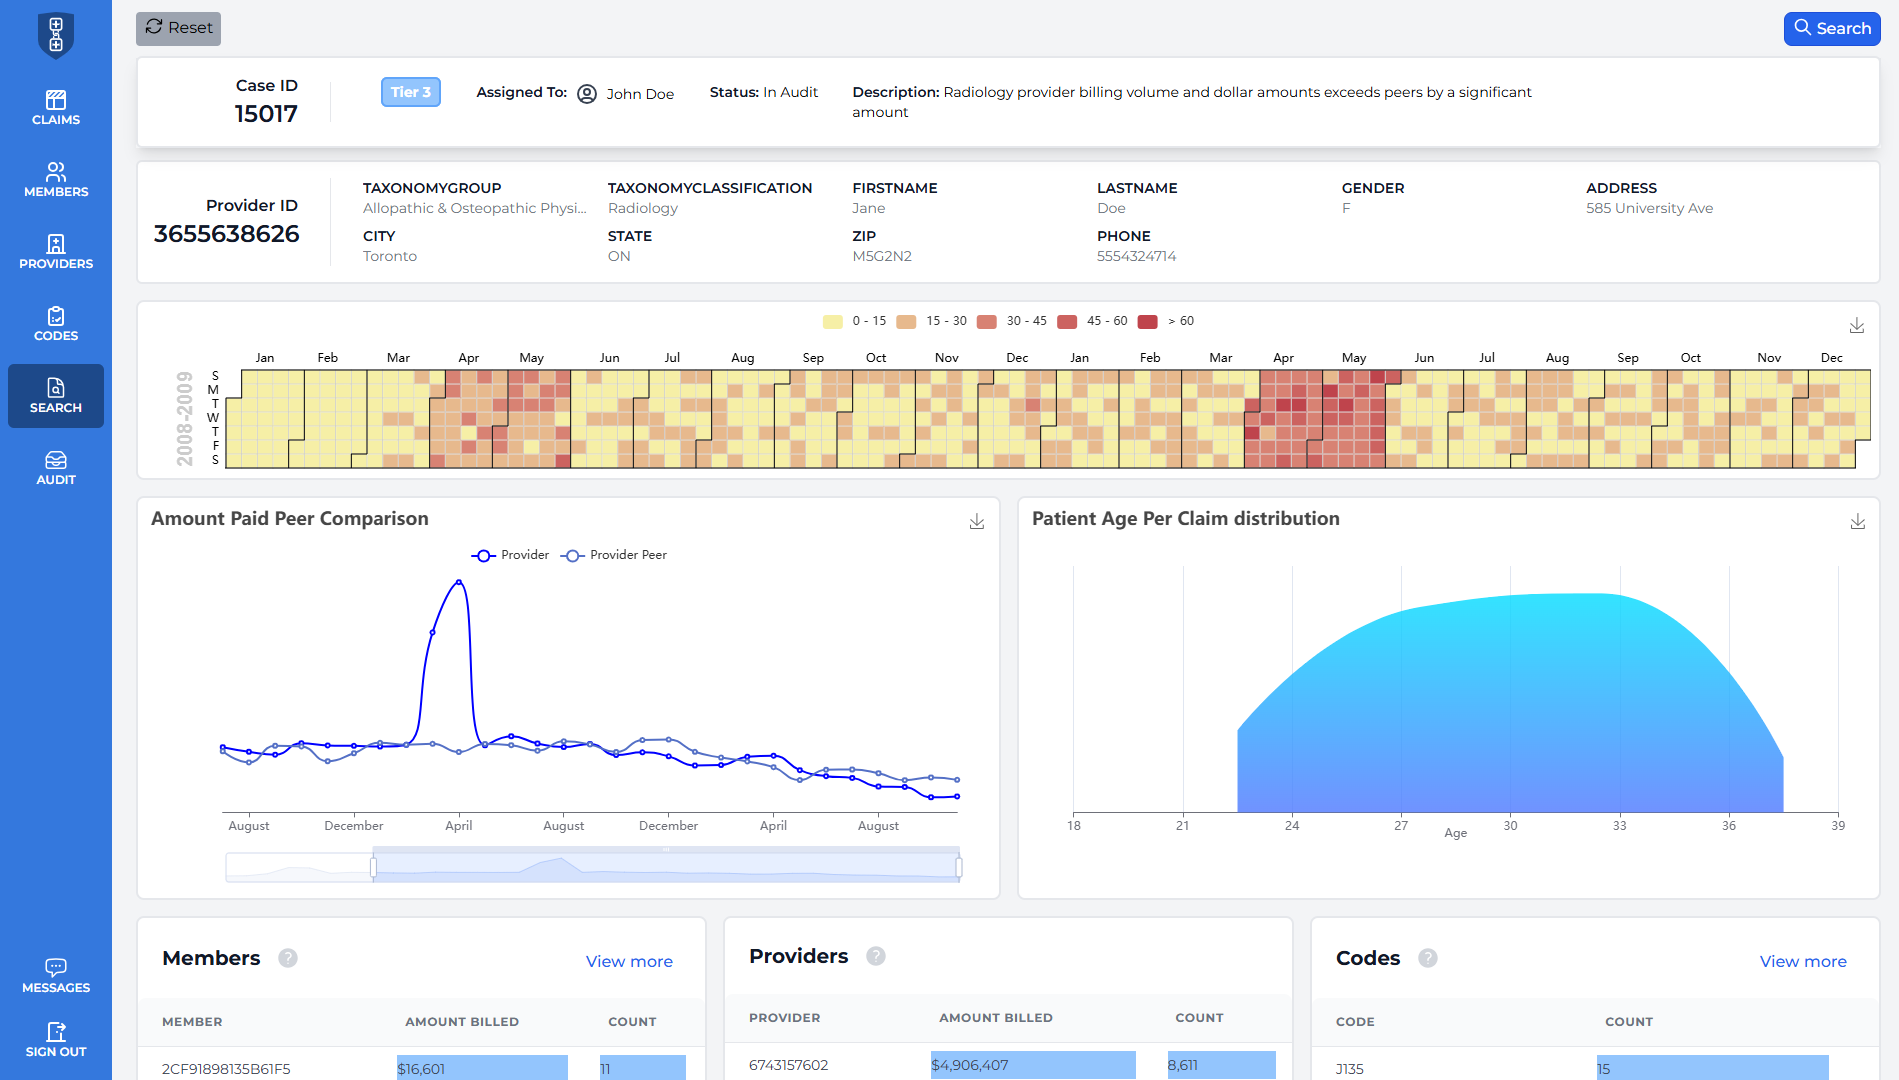 Reset
Search
CLAIMS
MEMBERS
PROVIDERS
CODES
SEARCH
AUDIT
MESSAGES
SIGN OUT
Case ID
15017
Tier 3
Assigned To: John Doe
Status: In Audit
Description: Radiology provider billing volume and dollar amounts exceeds peers by a significant
amount
Provider ID
3655638626
TAXONOMYGROUP
Allopathic & Osteopathic Physi...
TAXONOMYCLASSIFICATION
Radiology
FIRSTNAME
Jane
LASTNAME
Doe
GENDER
F
ADDRESS
585 University Ave
CITY
Toronto
STATE
ON
ZIP
M5G2N2
PHONE
5554324714
0 - 15 15 - 30 30 - 45 45 - 60 > 60
Jan Feb Mar Apr May Jun Jul Aug Sep Oct Nov Dec Jan Feb Mar Apr May Jun Jul Aug Sep Oct Nov Dec
2008-2009
S
M
T
W
T
F
S
Amount Paid Peer Comparison
Provider Provider Peer
August December April August December April August
Patient Age Per Claim distribution
18 21 24 27 30 33 36 39
Age
Members ?
View more
MEMBER AMOUNT BILLED COUNT
2CF91898135B61F5 $16,601 11
Providers ?
PROVIDER AMOUNT BILLED COUNT
6743157602 $4,906,407 8,611
Codes ?
View more
CODE COUNT
J135 15